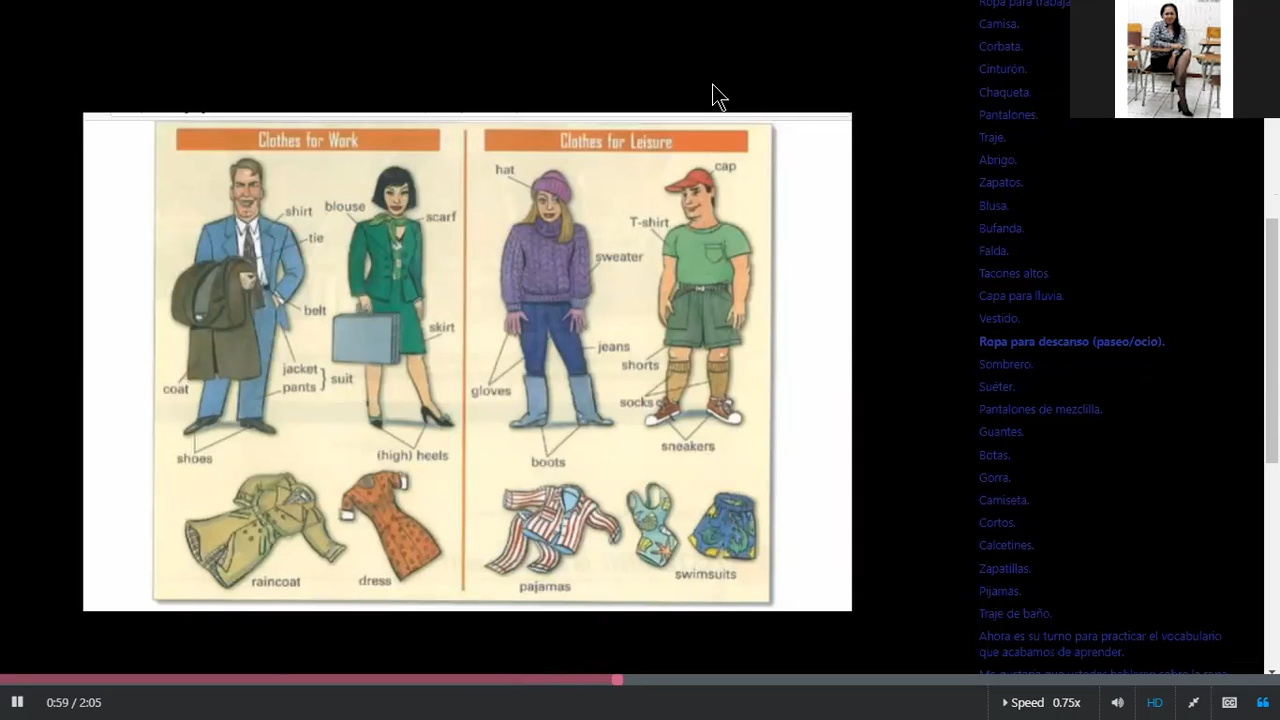 Clothes for Work
Clothes for Leisure
shirt
blouse
scarf
tie
belt
skirt
jacket
pants
suit
coat
shoes
(high) heels
raincoat
dress
hat
cap
T-shirt
sweater
jeans
shorts
gloves
socks
sneakers
boots
pajamas
swimsuits
Camisa.
Corbata.
Cinturón.
Chaqueta.
Pantalones.
Traje.
Abrigo.
Zapatos.
Blusa.
Bufanda.
Falda.
Tacones altos.
Capa para lluvia.
Vestido.
Ropa para descanso (paseo/ocio).
Sombrero.
Suéter.
Pantalones de mezclilla.
Guantes.
Botas.
Gorra.
Camiseta.
Cortos.
Calcetines.
Zapatillas.
Pijamas.
Traje de baño.
Ahora es su turno para practicar el vocabulario
que acabamos de aprender.
0:59 / 2:05
Speed 0.75x
HD
CC